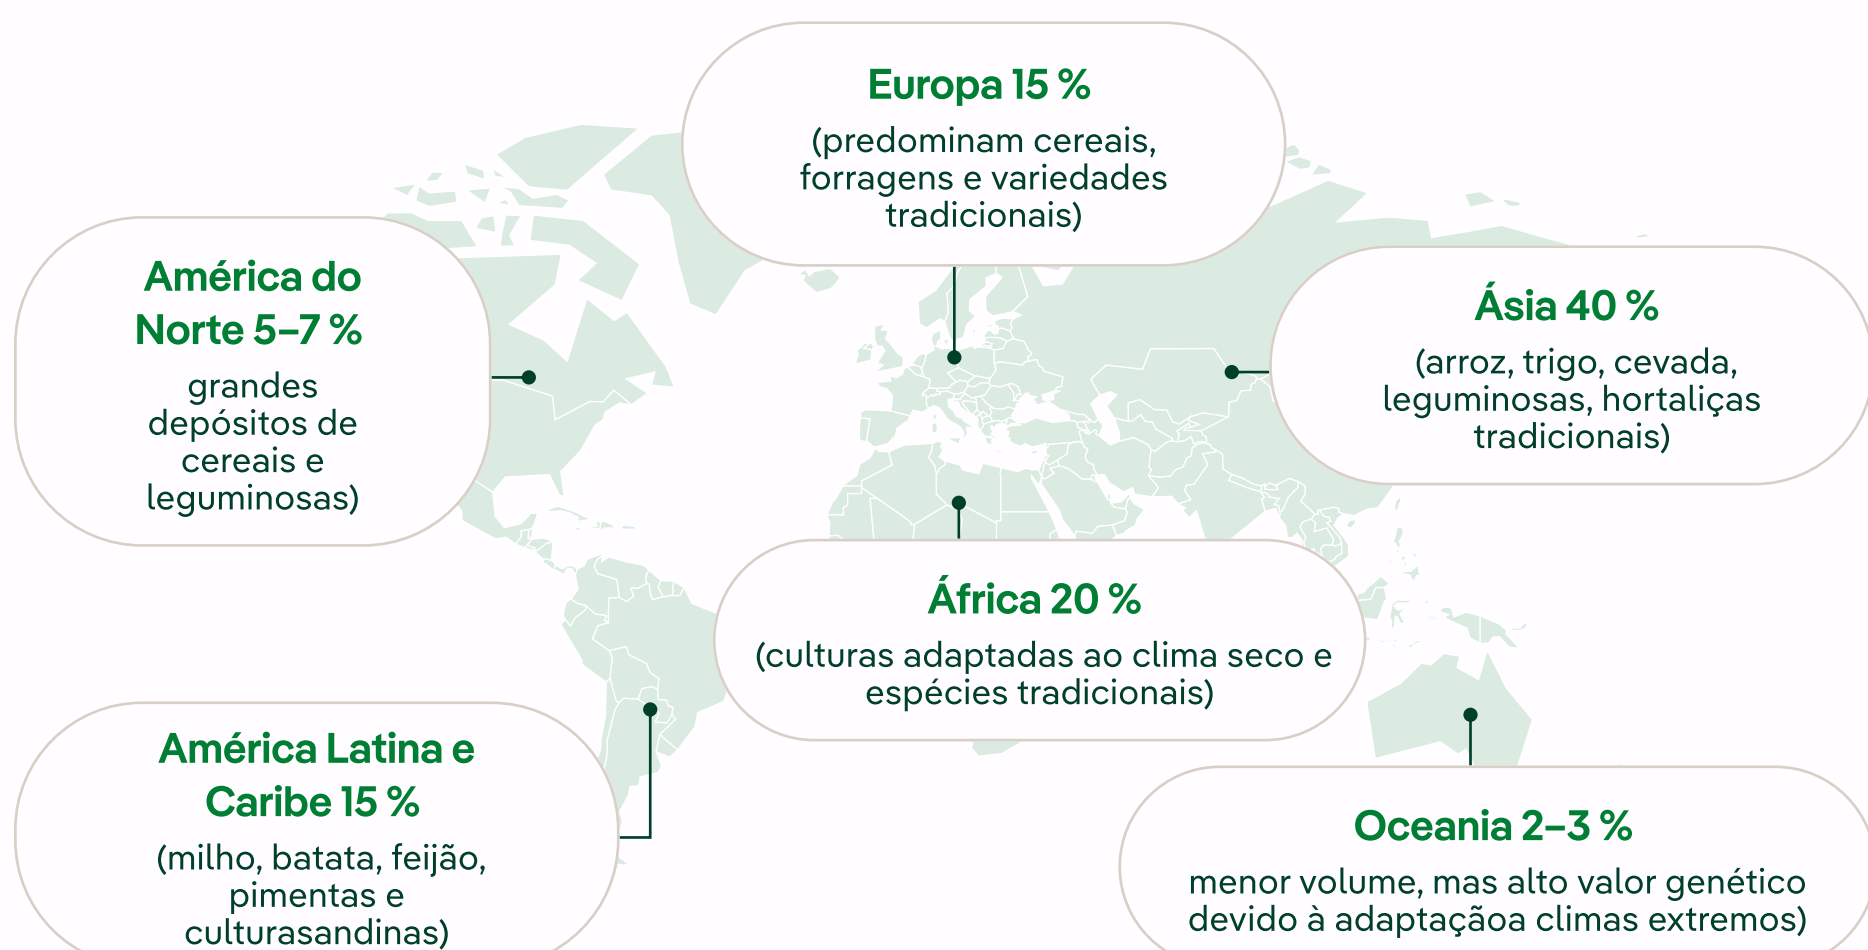 Europa 15 %
(predominam cereais,
forragens e variedades
tradicionais)
América do
Norte 5–7 %
grandes
depósitos de
cereais e
leguminosas)
Ásia 40 %
(arroz, trigo, cevada,
leguminosas, hortaliças
tradicionais)
África 20 %
(culturas adaptadas ao clima seco e
espécies tradicionais)
América Latina e
Caribe 15 %
(milho, batata, feijão,
pimentas e
culturasandinas)
Oceania 2–3 %
menor volume, mas alto valor genético
devido à adaptaçãoa climas extremos)